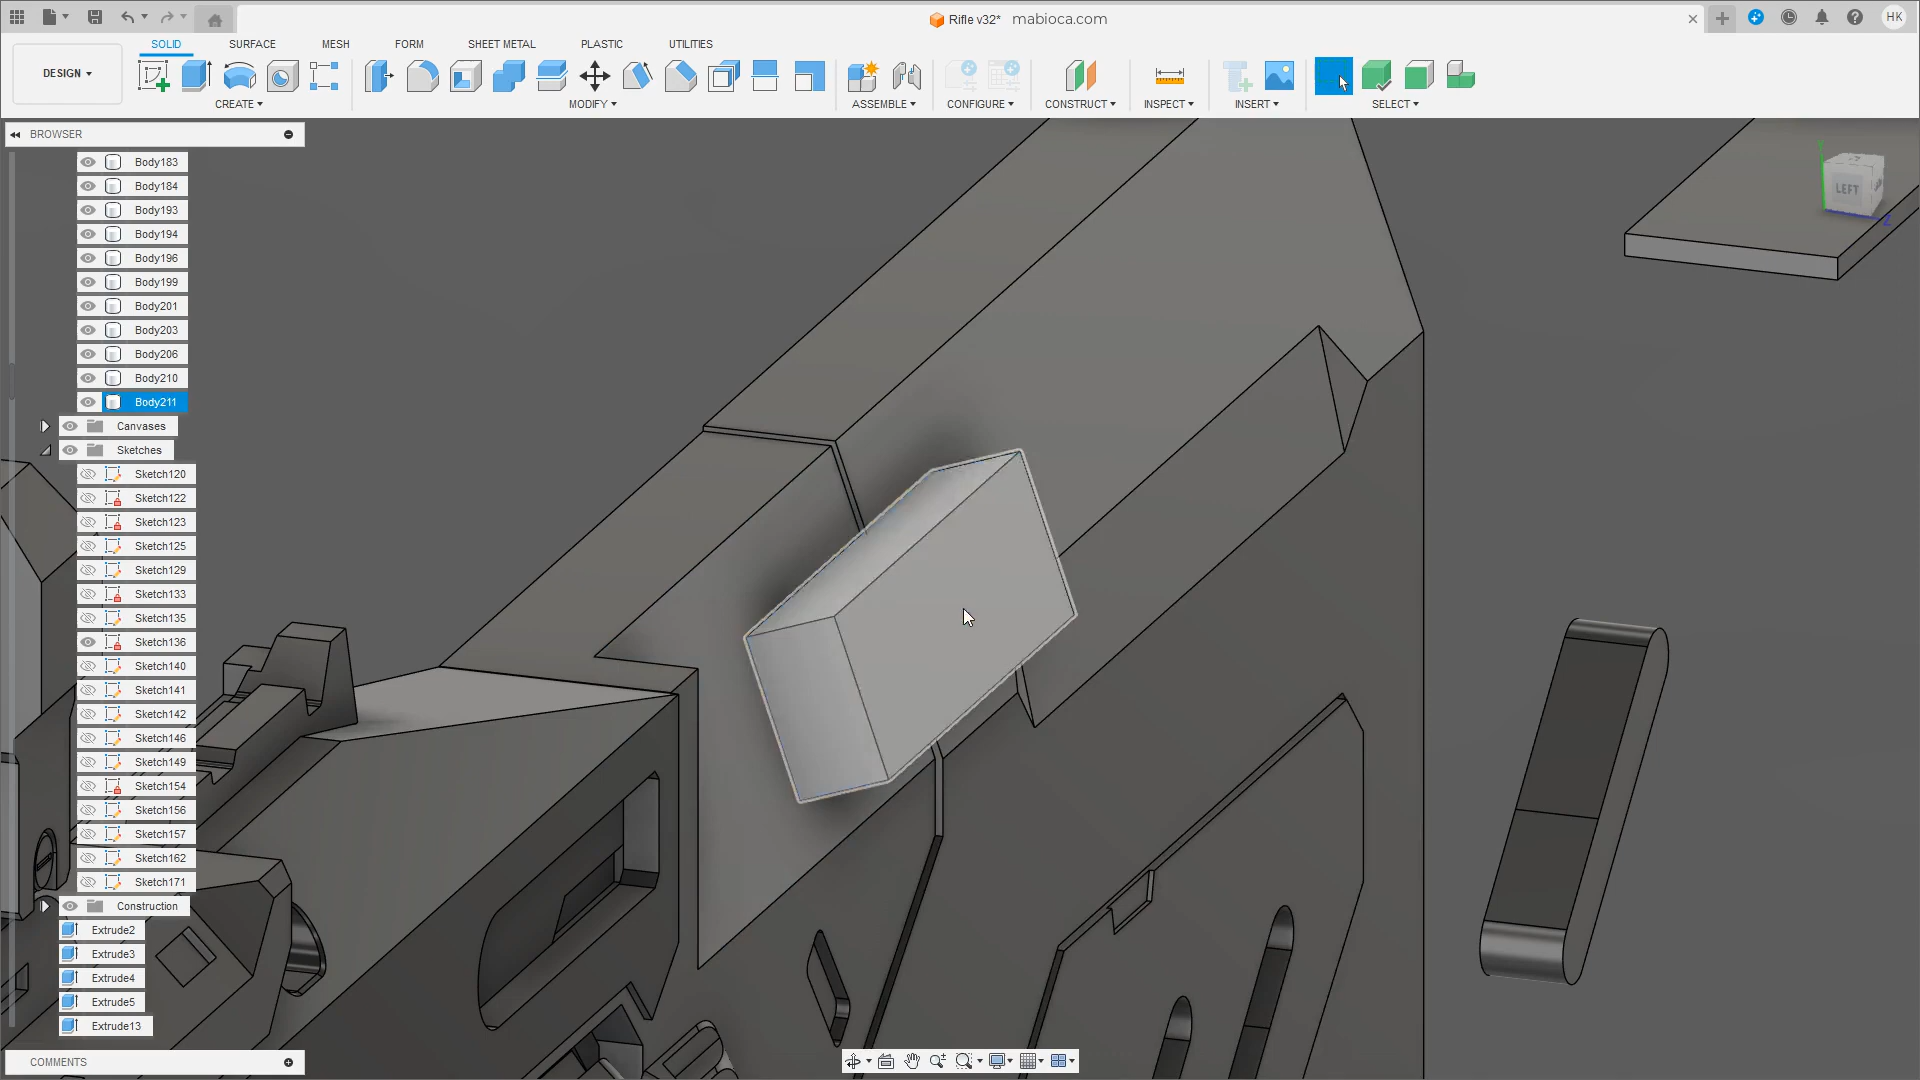 Rifle v32* mabioca.com
HK
DESIGN
SOLID SURFACE MESH FORM SHEET METAL PLASTIC UTILITIES
CREATE MODIFY ASSEMBLE CONFIGURE CONSTRUCT INSPECT INSERT SELECT
BROWSER
Body183
Body184
Body193
Body194
Body196
Body199
Body201
Body203
Body206
Body210
Body211
Canvases
Sketches
Sketch120
Sketch122
Sketch123
Sketch125
Sketch129
Sketch133
Sketch135
Sketch136
Sketch140
Sketch141
Sketch142
Sketch146
Sketch149
Sketch154
Sketch156
Sketch157
Sketch162
Sketch171
Construction
Extrude2
Extrude3
Extrude4
Extrude5
Extrude13
COMMENTS
LEFT
Z